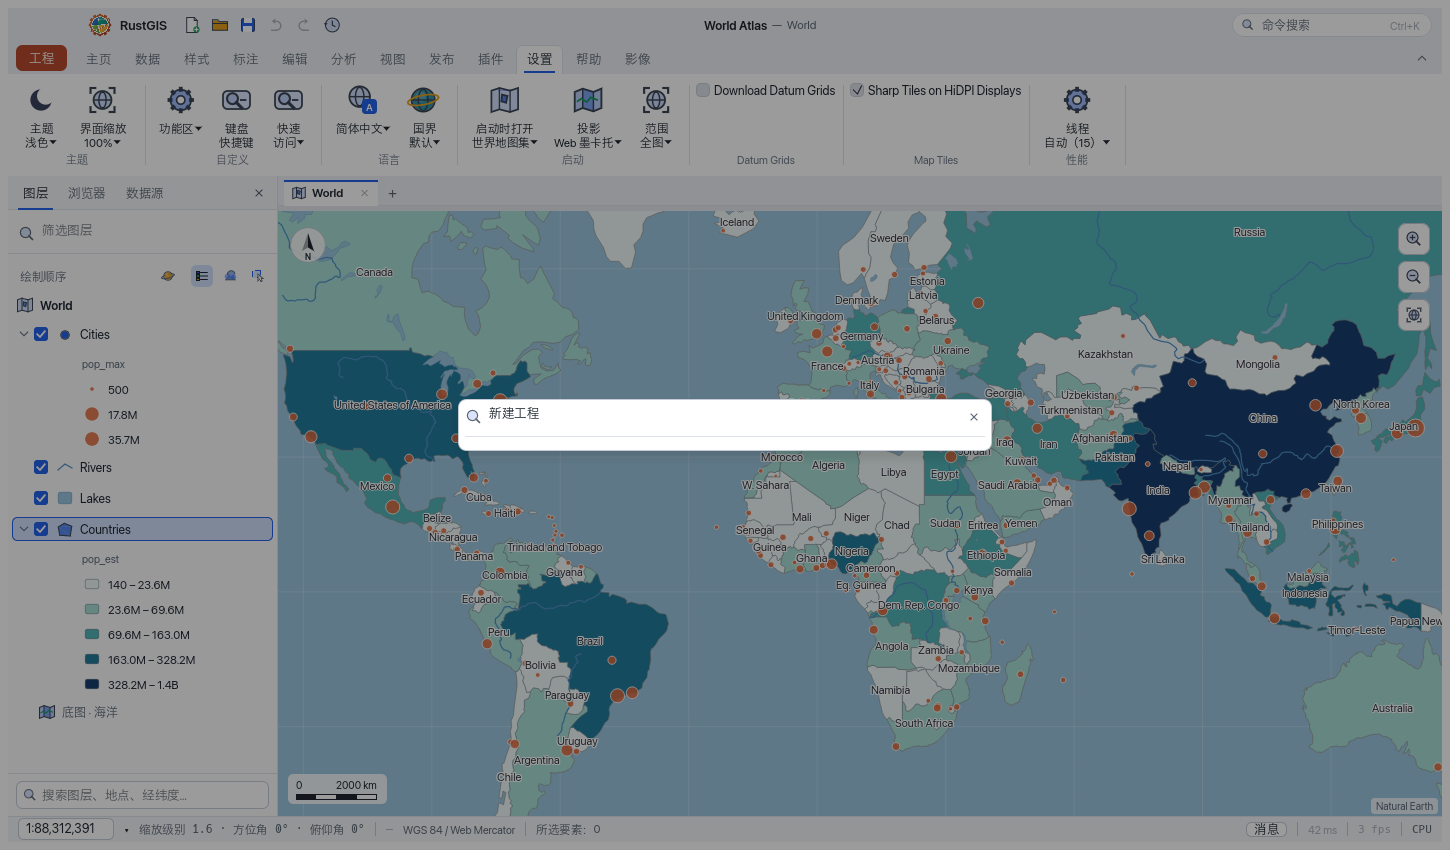 RustGIS
World Atlas — World
命令搜索 Ctrl+K
工程 主页 数据 样式 标注 编辑 分析 视图 发布 插件 设置 帮助 影像
主题 浅色
界面缩放 100%
主题
功能区
键盘 快捷键
快速 访问
自定义
简体中文
国界 默认
语言
启动时打开 世界地图集
投影 Web 墨卡托
范围 全图
启动
Download Datum Grids
Datum Grids
Sharp Tiles on HiDPI Displays
Map Tiles
线程 自动（15）
性能
图层 浏览器 数据源
World
筛选图层
绘制顺序
World
Cities
pop_max
500
17.8M
35.7M
Rivers
Lakes
Countries
pop_est
140 – 23.6M
23.6M – 69.6M
69.6M – 163.0M
163.0M – 328.2M
328.2M – 1.4B
底图 · 海洋
搜索图层、地点、经纬度...
新建工程
N
Iceland
Sweden
Russia
Canada
Estonia
Latvia
Denmark
United Kingdom
Belarus
Germany
Ukraine
Kazakhstan
Mongolia
France
Austria
Romania
Italy
Bulgaria
Georgia
Uzbekistan
Turkmenistan
United States of America
North Korea
China
Japan
Iraq
Iran
Afghanistan
Jordan
Morocco
Algeria
Libya
Egypt
Kuwait
Pakistan
Nepal
Mexico
W. Sahara
Saudi Arabia
India
Taiwan
Cuba
Oman
Myanmar
Haiti
Belize
Mali
Niger
Chad
Sudan
Eritrea
Yemen
Thailand
Philippines
Nicaragua
Senegal
Panama
Trinidad and Tobago
Guinea
Ghana
Nigeria
Ethiopia
Sri Lanka
Colombia
Guyana
Cameroon
Somalia
Malaysia
Eq. Guinea
Kenya
Indonesia
Ecuador
Dem. Rep. Congo
Peru
Brazil
Timor-Leste
Papua New
Angola
Zambia
Bolivia
Mozambique
Paraguay
Namibia
Australia
South Africa
Uruguay
Argentina
Chile
0 2000 km
Natural Earth
1:88,312,391 缩放级别 1.6 · 方位角 0° · 俯仰角 0° — WGS 84 / Web Mercator 所选要素: 0 消息 42 ms 3 fps CPU